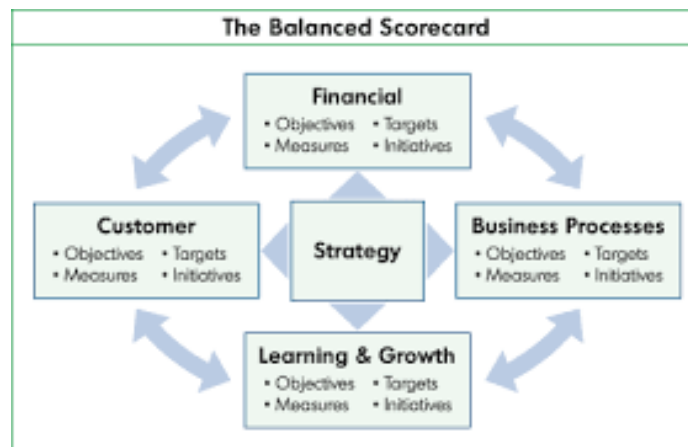 The Balanced Scorecard
Financial
• Objectives • Targets
• Measures • Initiatives
Customer
• Objectives • Targets
• Measures • Initiatives
Strategy
Business Processes
• Objectives • Targets
• Measures • Initiatives
Learning & Growth
• Objectives • Targets
• Measures • Initiatives